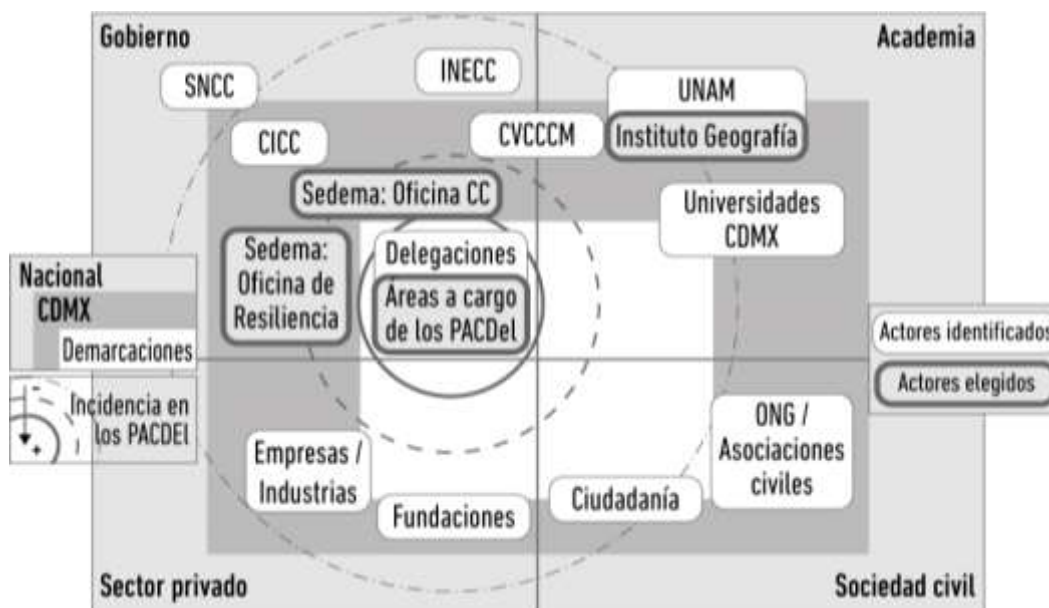 Gobierno
Academia
SNCC
INECC
UNAM
Instituto Geografía
CICC
CVCCCM
Sedema: Oficina CC
Universidades
CDMX
Sedema:
Oficina de
Resiliencia
Delegaciones
Áreas a cargo
de los PACDel
Nacional
CDMX
Demarcaciones
Incidencia en
los PACDEl
- 
+
Actores identificados
Actores elegidos
Empresas /
Industrias
Fundaciones
Ciudadanía
ONG /
Asociaciones
civiles
Sector privado
Sociedad civil